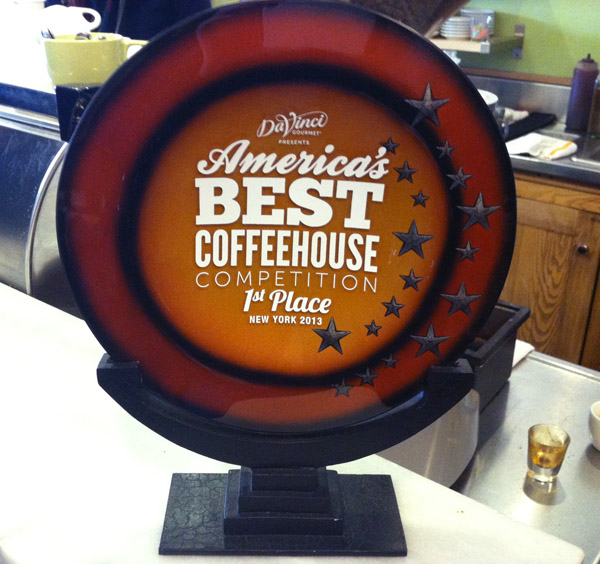 DaVinci
GOURMET®
PRESENTS
America's
BEST
COFFEEHOUSE
COMPETITION
1st Place
NEW YORK 2013